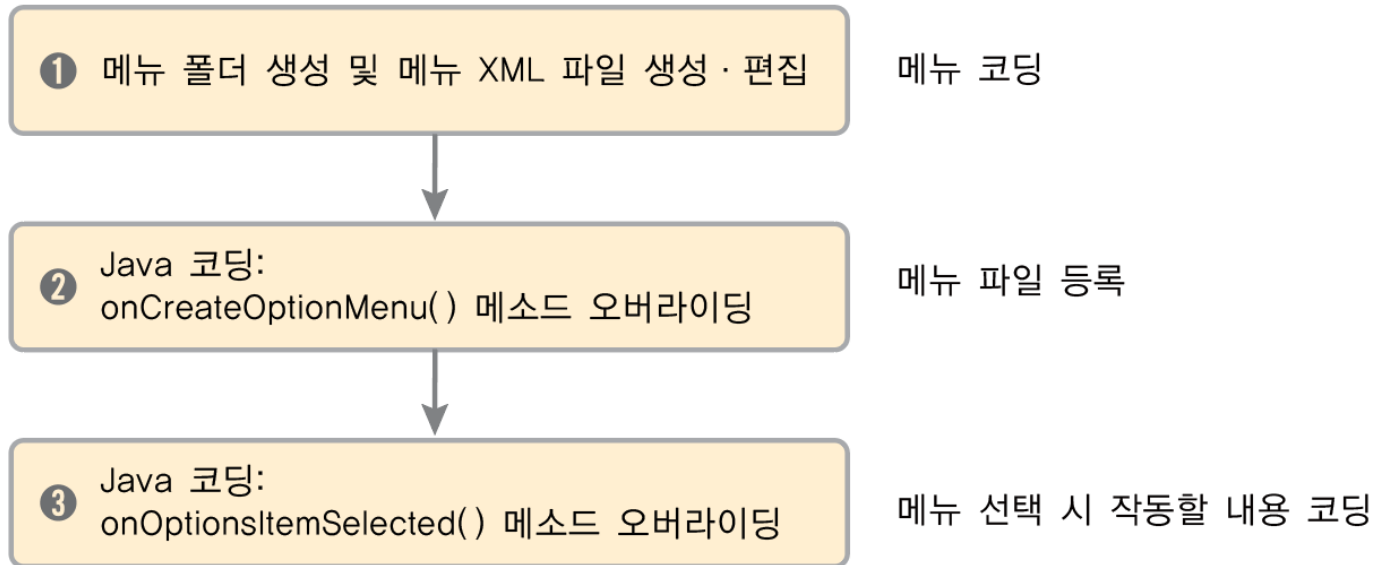 ❶ 메뉴 폴더 생성 및 메뉴 XML 파일 생성 · 편집
메뉴 코딩
❷ Java 코딩:
onCreateOptionMenu( ) 메소드 오버라이딩
메뉴 파일 등록
❸ Java 코딩:
onOptionsItemSelected( ) 메소드 오버라이딩
메뉴 선택 시 작동할 내용 코딩